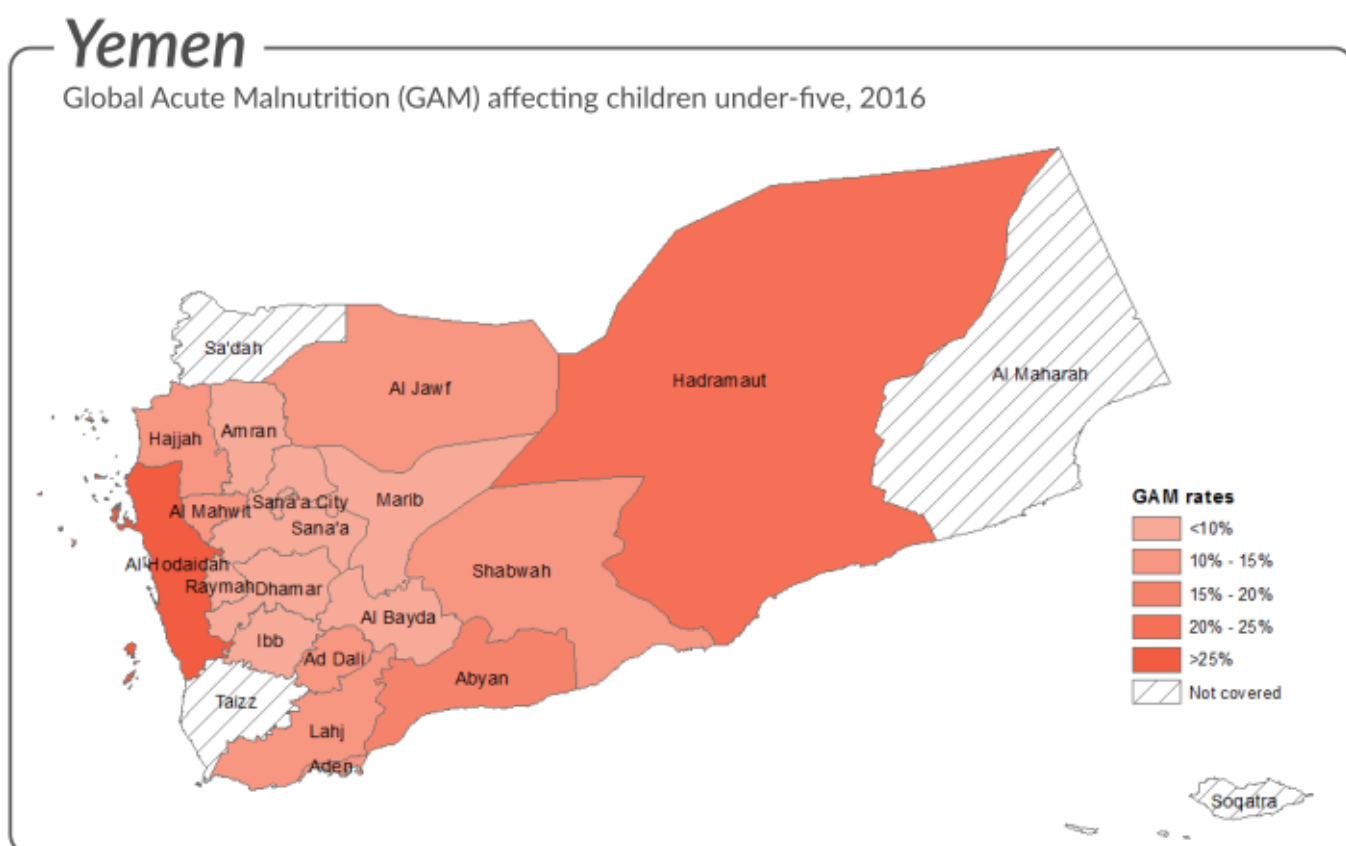 Yemen
Global Acute Malnutrition (GAM) affecting children under-five, 2016
Sa'dah
Al Jawf
Hadramaut
Al Maharah
Hajjah
Amran
Marib
Sana'a City
Al Mahwit
Sana'a
Al Hodaidah
Raymah
Dhamar
Shabwah
Al Bayda
Ibb
Ad Dali
Abyan
Taizz
Lahj
Aden
Soqatra
GAM rates
<10%
10% - 15%
15% - 20%
20% - 25%
>25%
Not covered